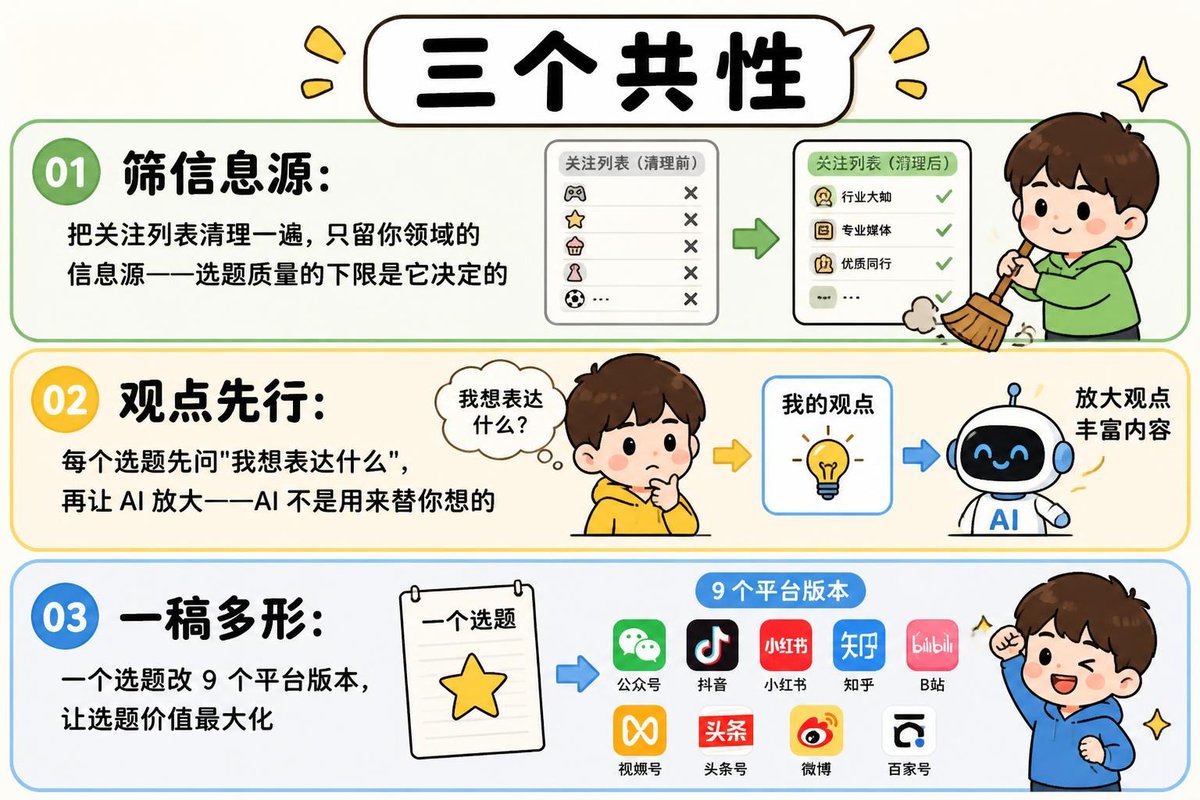 三个共性
01 筛信息源:
把关注列表清理一遍, 只留你领域的
信息源——选题质量的下限是它决定的
关注列表 (清理前)
...
关注列表 (清理后)
行业大
专业媒体
优质同行
...
02 观点先行:
每个选题先问"我想表达什么",
再让 AI 放大——AI 不是用来替你想的
我想表达
什么?
我的观点
AI
放大观点
丰富内容
03 一稿多形:
一个选题改 9 个平台版本,
让选题价值最大化
一个选题
9 个平台版本
小红书
知乎
bilibili
公众号
抖音
小红书
知乎
B站
头条
视频号
头条号
微博
百家号